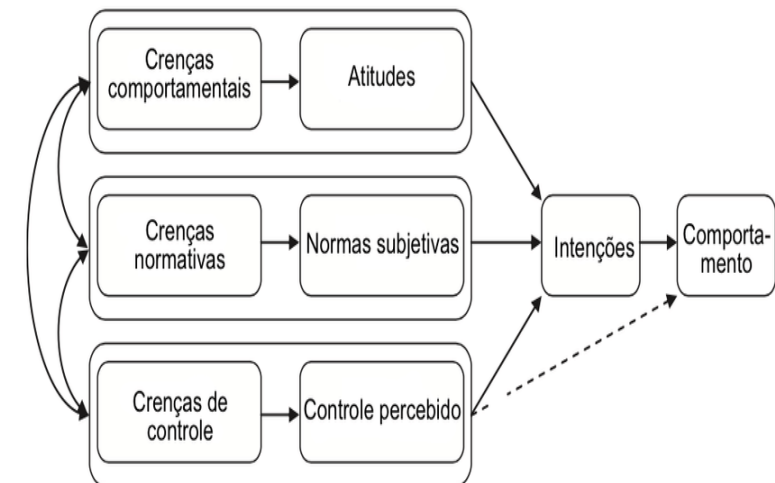 Crenças
comportamentais
Atitudes
Crenças
normativas
Normas subjetivas
Intenções
Comporta-
mento
Crenças de
controle
Controle percebido